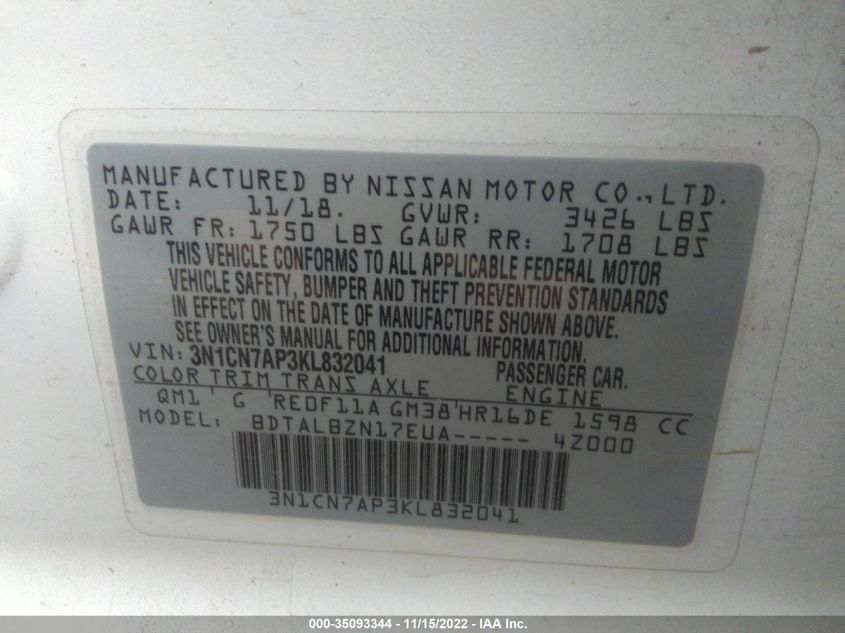 MANUFACTURED BY NISSAN MOTOR CO.,LTD.
DATE: 11/18. GVWR: 3426 LBS
GAWR FR: 1750 LBS GAWR RR: 1708 LBS
THIS VEHICLE CONFORMS TO ALL APPLICABLE FEDERAL MOTOR
VEHICLE SAFETY, BUMPER AND THEFT PREVENTION STANDARDS
IN EFFECT ON THE DATE OF MANUFACTURE SHOWN ABOVE.
SEE OWNER'S MANUAL FOR ADDITIONAL INFORMATION.
VIN: 3N1CN7AP3KL832041 PASSENGER CAR.
COLOR TRIM TRANS AXLE ENGINE
QM1 G RE0F11A GM38 HR16DE 1598 CC
MODEL: BDTALBZN17EUA----- 4Z000
3N1CN7AP3KL832041
000-35093344 - 11/15/2022 - IAA Inc.